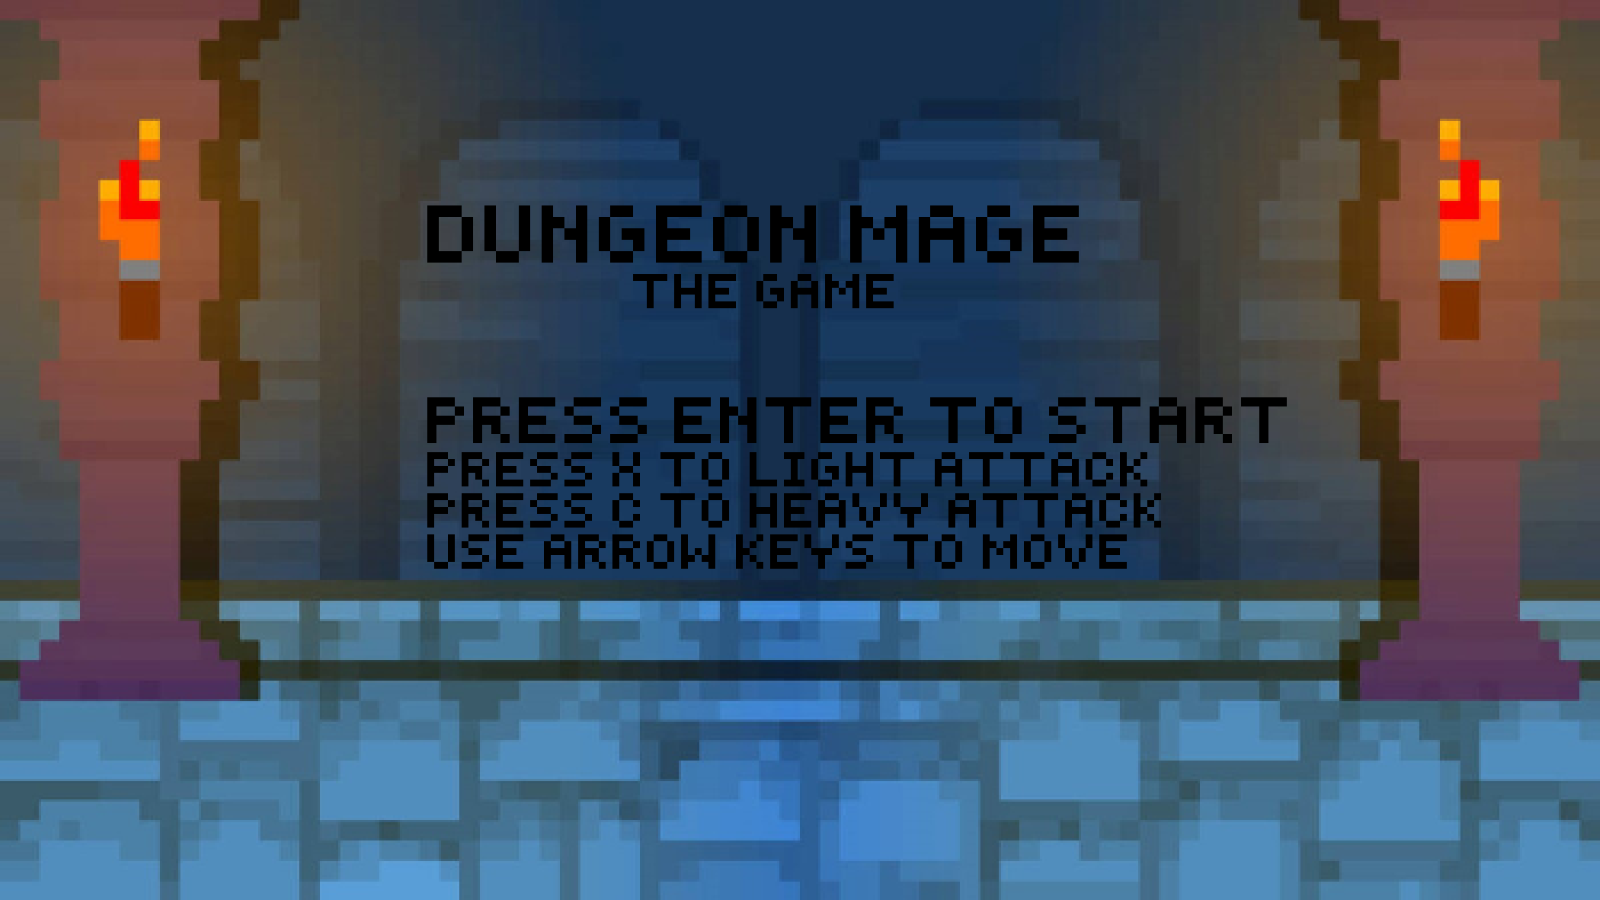 DUNGEON MAGE
THE GAME
PRESS ENTER TO START
PRESS X TO LIGHT ATTACK
PRESS C TO HEAVY ATTACK
USE ARROW KEYS TO MOVE